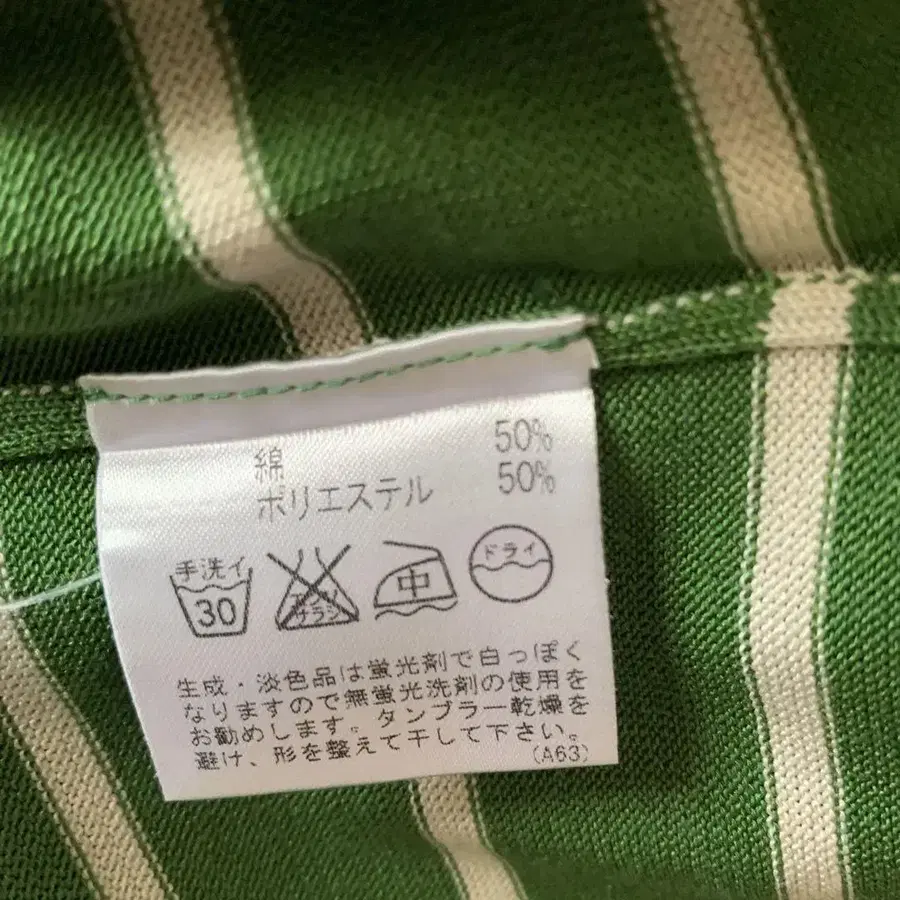 綿 50%
ポリエステル 50%
手洗イ
30
中
ドライ
生成・淡色品は蛍光剤で白っぽく
なりますので無蛍光洗剤の使用を
お勧めします。タンブラー乾燥を
避け、形を整えて干して下さい。
(A63)